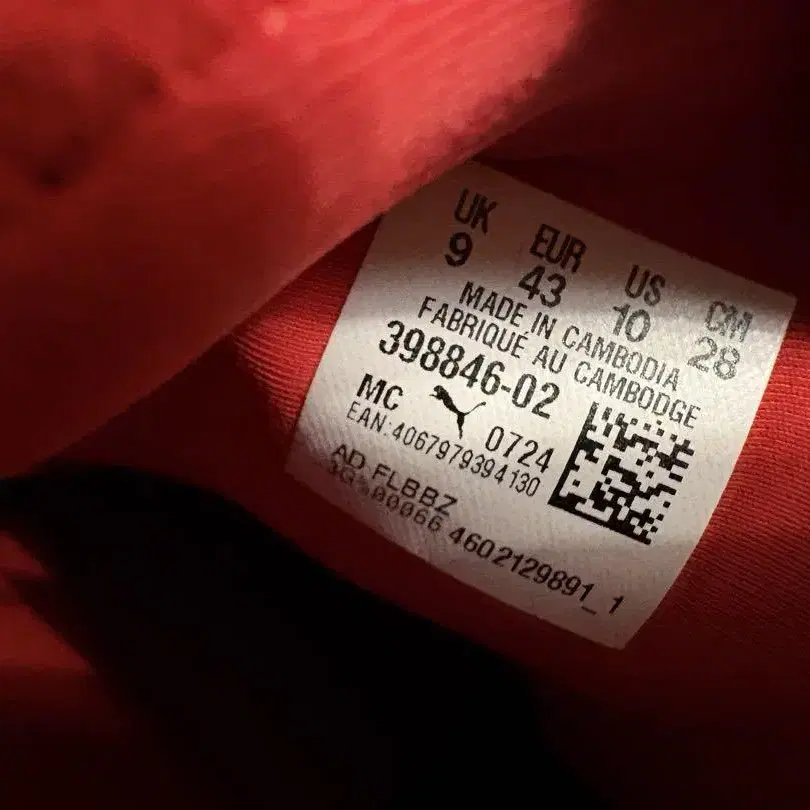 UK EUR US CM
9 43 10 28
MADE IN CAMBODIA
FABRIQUÉ AU CAMBODGE
398846-02
MC 0724
EAN:4067979394130
AD FLBBZ
4602129891_1